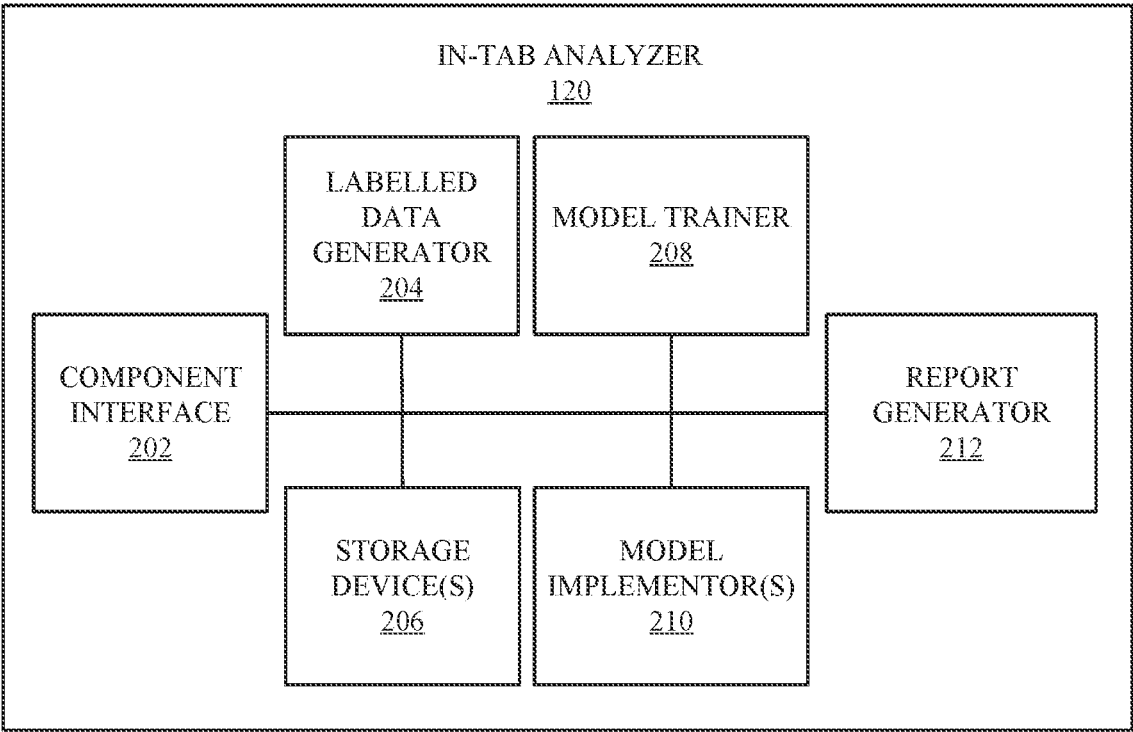 IN-TAB ANALYZER
120
LABELLED
DATA
GENERATOR
204
MODEL TRAINER
208
COMPONENT
INTERFACE
202
REPORT
GENERATOR
212
STORAGE
DEVICE(S)
206
MODEL
IMPLEMENTOR(S)
210